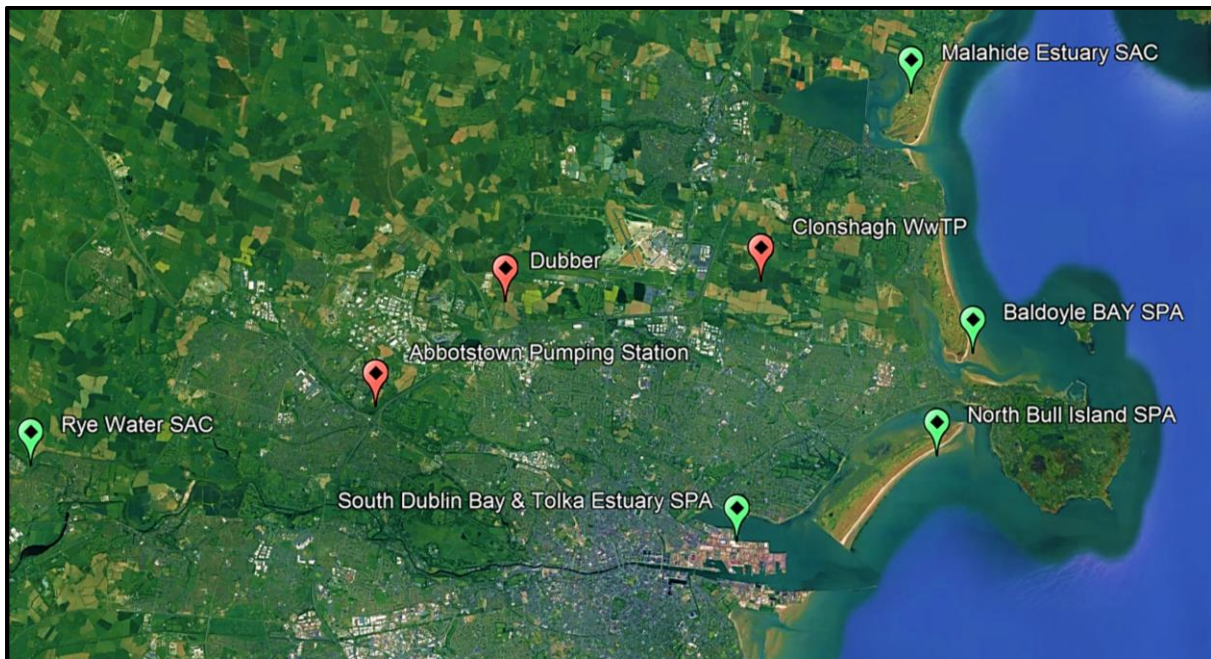 Malahide Estuary SAC
Clonshagh WwTP
Dubber
Baldoyle BAY SPA
Abbotstown Pumping Station
North Bull Island SPA
Rye Water SAC
South Dublin Bay & Tolka Estuary SPA